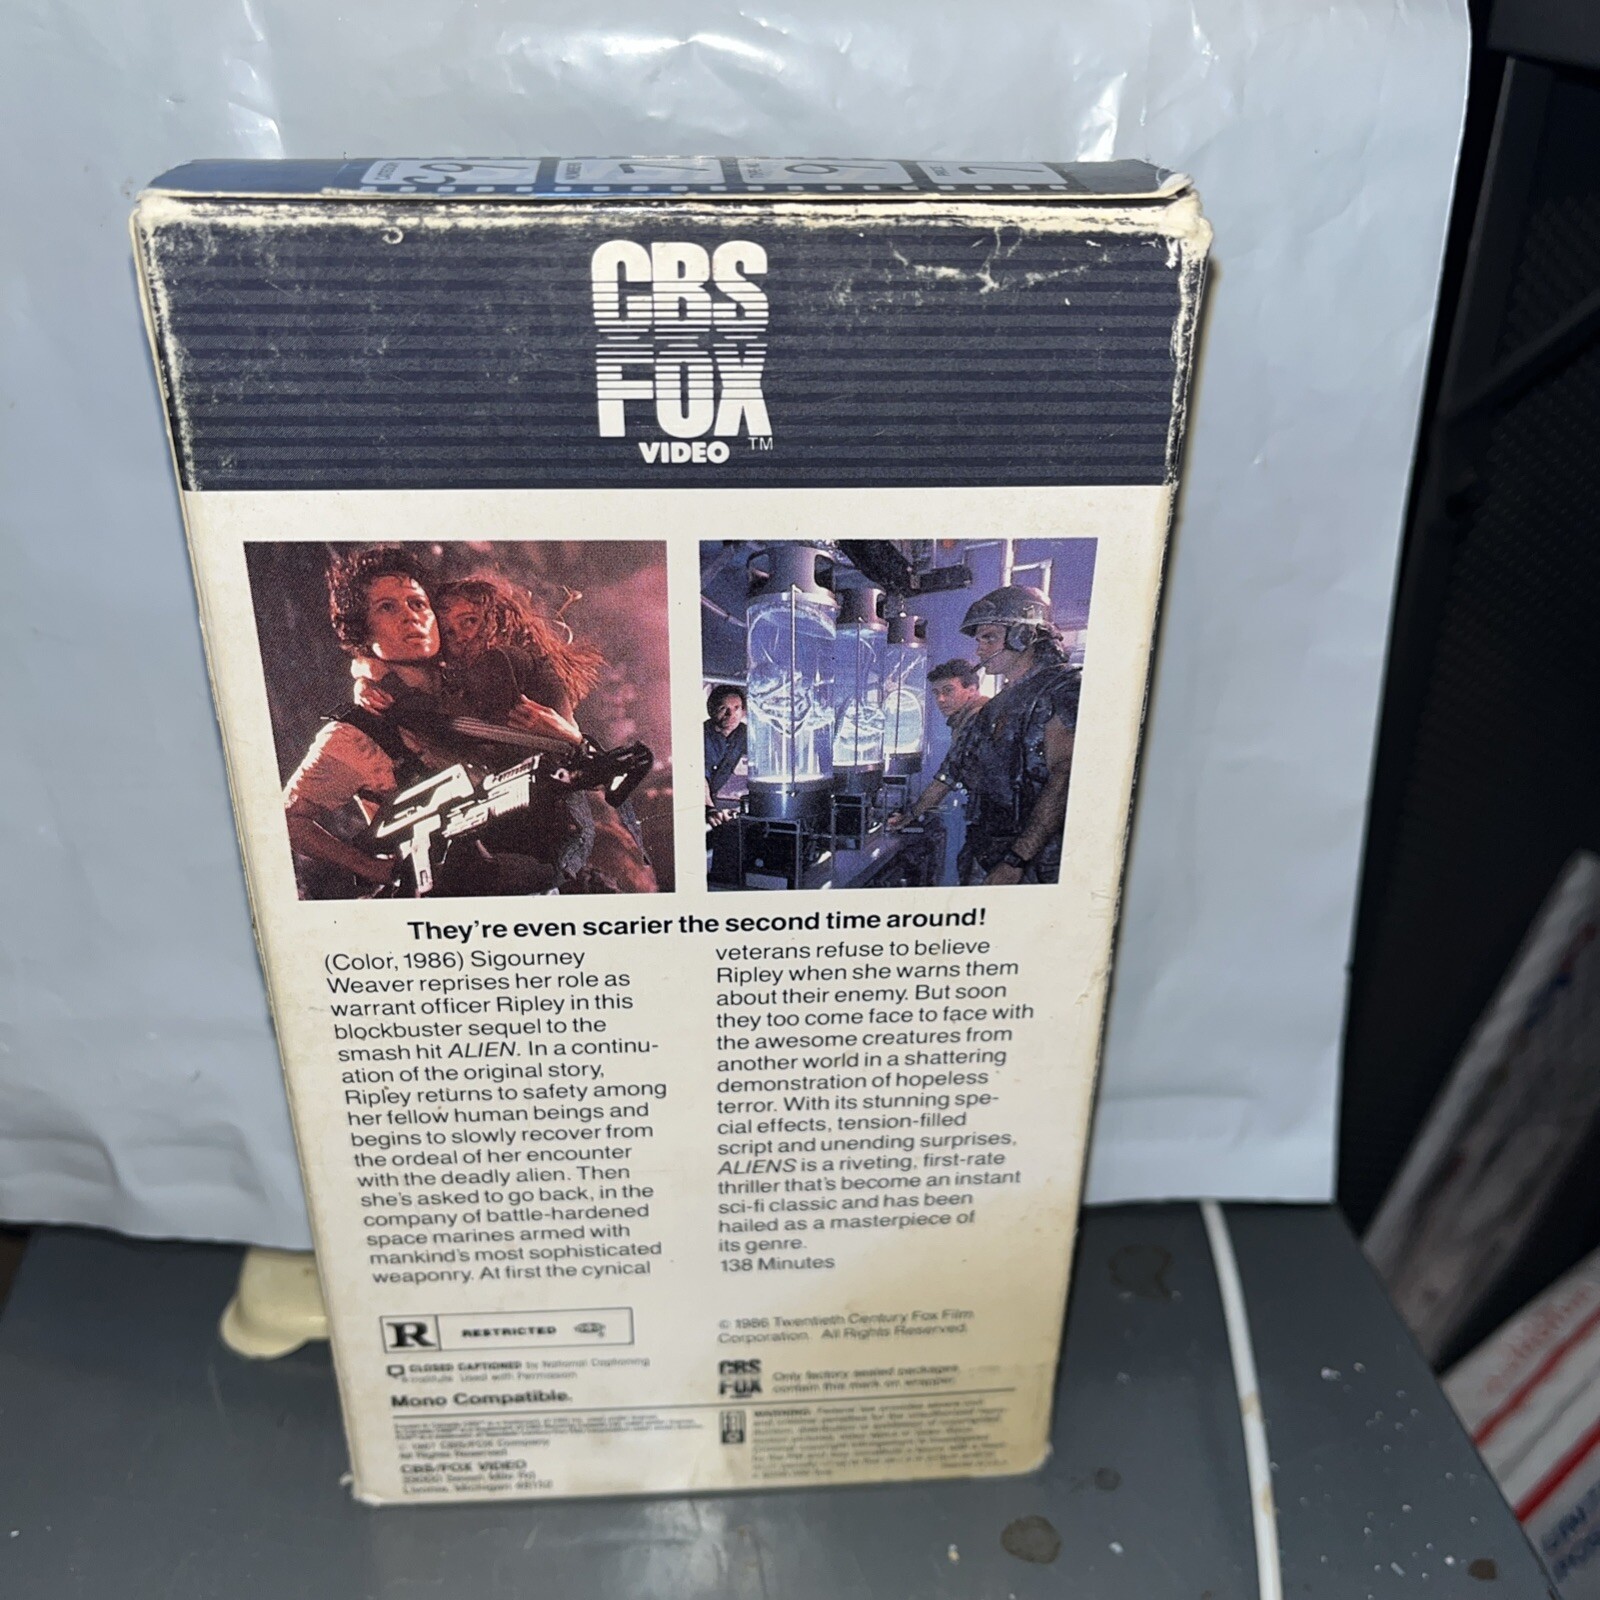 CBS
FOX
VIDEO TM
They're even scarier the second time around!
(Color, 1986) Sigourney
Weaver reprises her role as
warrant officer Ripley in this
blockbuster sequel to the
smash hit ALIEN. In a continu-
ation of the original story,
Ripley returns to safety among
her fellow human beings and
begins to slowly recover from
the ordeal of her encounter
with the deadly alien. Then
she's asked to go back, in the
company of battle-hardened
space marines armed with
mankind's most sophisticated
weaponry. At first the cynical
veterans refuse to believe
Ripley when she warns them
about their enemy. But soon
they too come face to face with
the awesome creatures from
another world in a shattering
demonstration of hopeless
terror. With its stunning spe-
cial effects, tension-filled
script and unending surprises,
ALIENS is a riveting, first-rate
thriller that's become an instant
sci-fi classic and has been
hailed as a masterpiece of
its genre.
138 Minutes
R RESTRICTED
CLOSED CAPTIONED by National Captioning
Institute. Used with Permission
Mono Compatible.
© 1987 CBS/FOX Company
All Rights Reserved
CBS/FOX VIDEO
© 1986 Twentieth Century Fox Film
Corporation. All Rights Reserved.
CBS
FOX
Only factory sealed packages
contain this mark on wrapper.